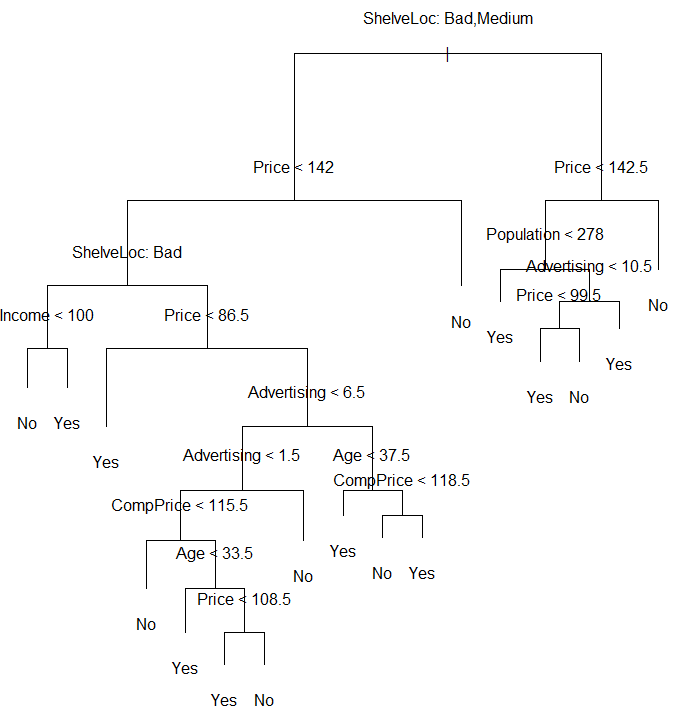 ShelveLoc: Bad,Medium
Price < 142
Price < 142.5
Population < 278
ShelveLoc: Bad
Advertising < 10.5
Price < 99.5
No
Income < 100
Price < 86.5
No
Yes
Yes
Advertising < 6.5
Yes
No
No
Yes
Yes
Advertising < 1.5
Age < 37.5
CompPrice < 118.5
CompPrice < 115.5
Age < 33.5
Yes
No
No
Yes
Price < 108.5
No
Yes
Yes
No